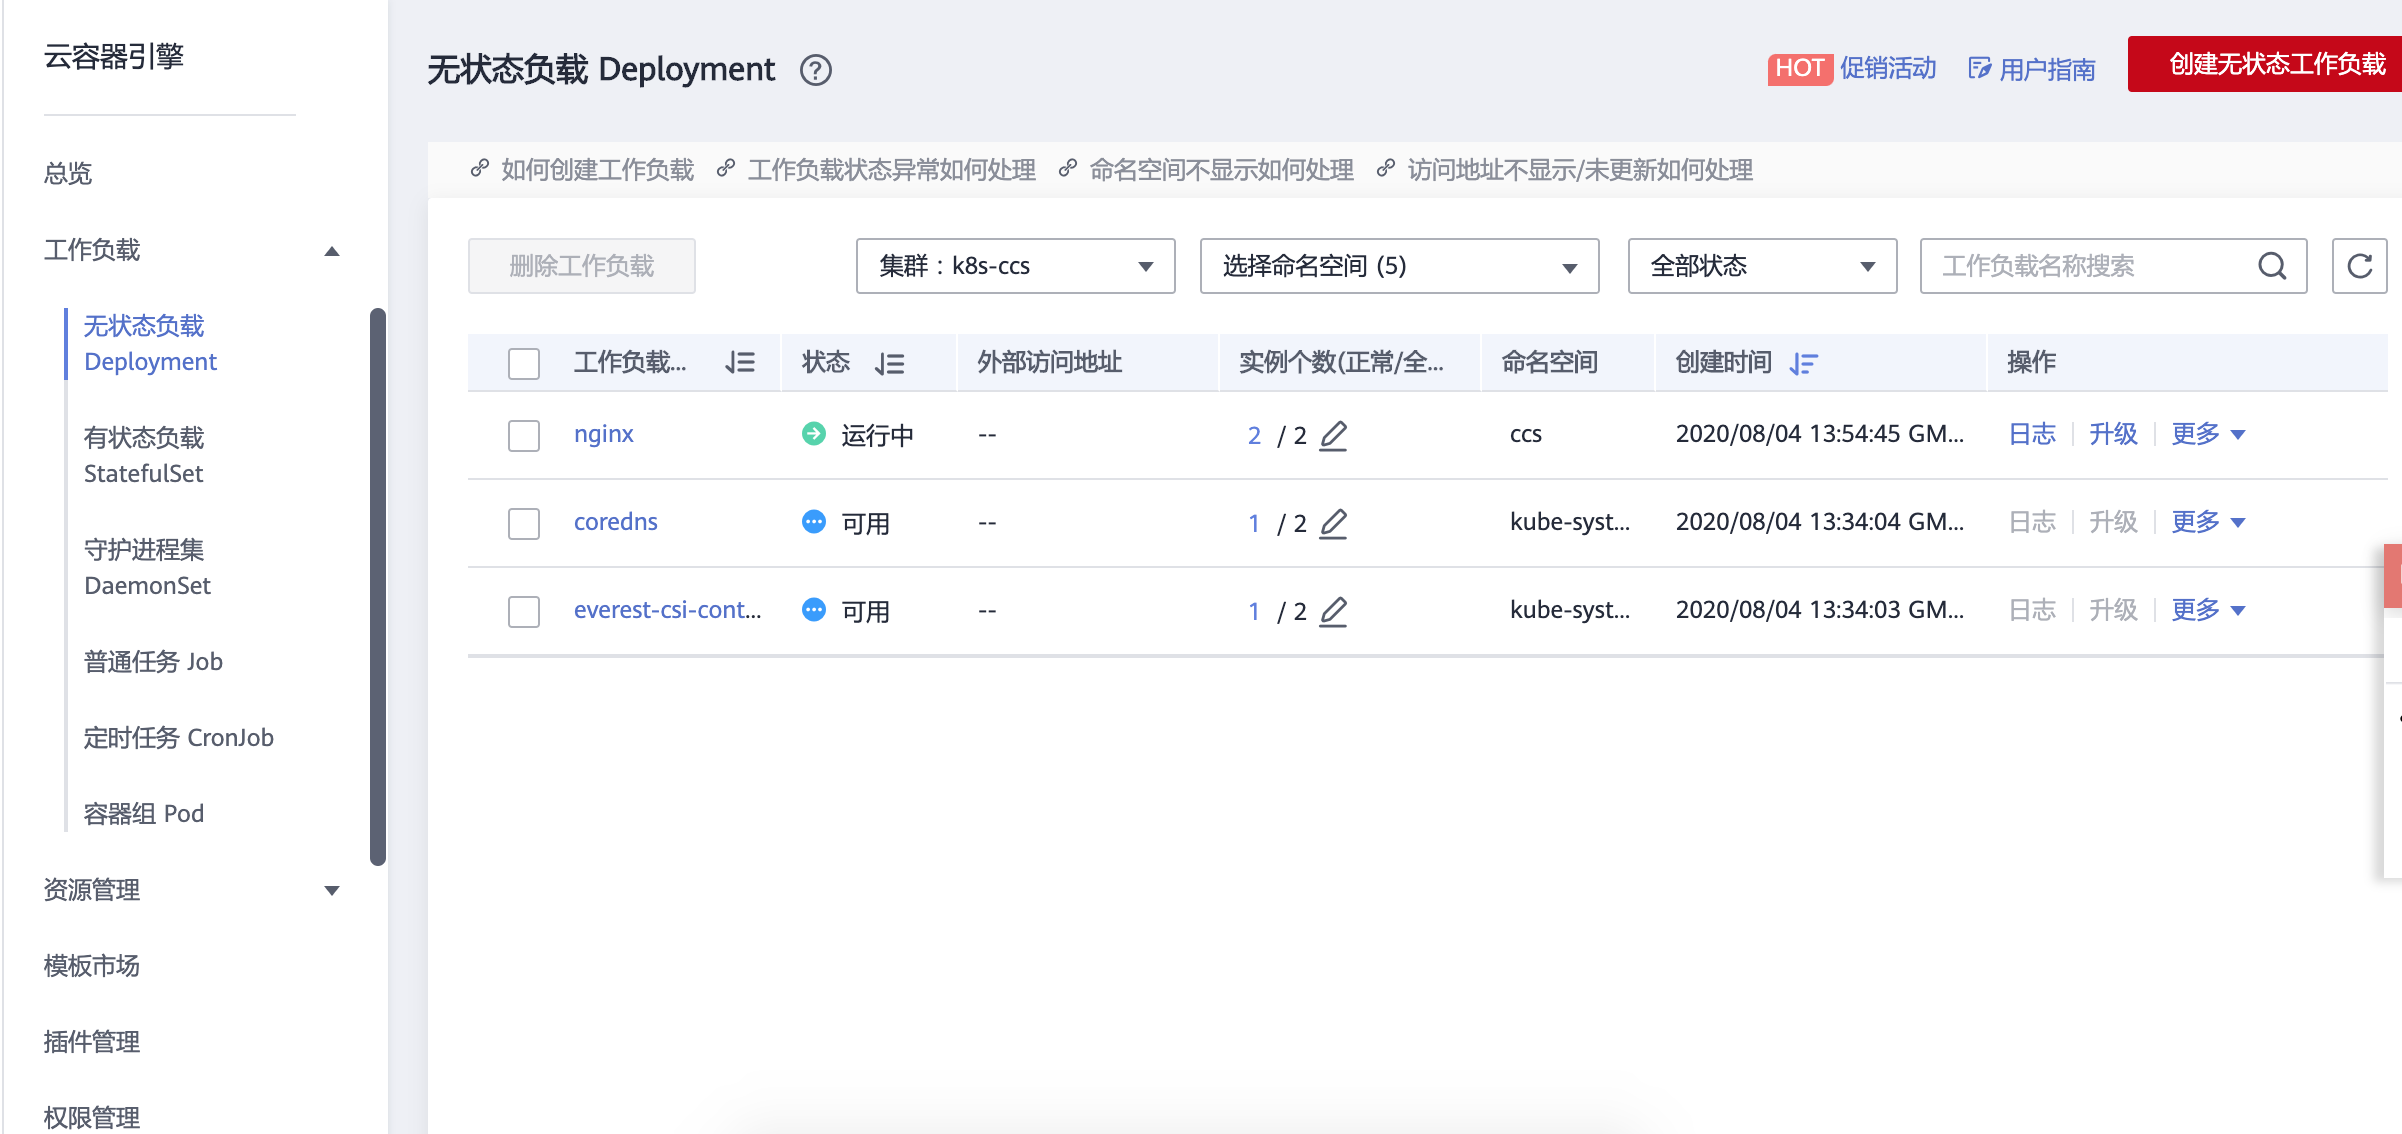 云容器引擎
总览
工作负载
无状态负载
Deployment
有状态负载
StatefulSet
守护进程集
DaemonSet
普通任务 Job
定时任务 CronJob
容器组 Pod
资源管理
模板市场
插件管理
权限管理
无状态负载 Deployment
HOT 促销活动 用户指南 创建无状态工作负载
如何创建工作负载 工作负载状态异常如何处理 命名空间不显示如何处理 访问地址不显示/未更新如何处理
删除工作负载 集群：k8s-ccs 选择命名空间 (5) 全部状态 工作负载名称搜索
工作负载... 状态 外部访问地址 实例个数(正常/全... 命名空间 创建时间 操作
nginx 运行中 -- 2 / 2 ccs 2020/08/04 13:54:45 GM... 日志 升级 更多
coredns 可用 -- 1 / 2 kube-syst... 2020/08/04 13:34:04 GM... 日志 升级 更多
everest-csi-cont... 可用 -- 1 / 2 kube-syst... 2020/08/04 13:34:03 GM... 日志 升级 更多